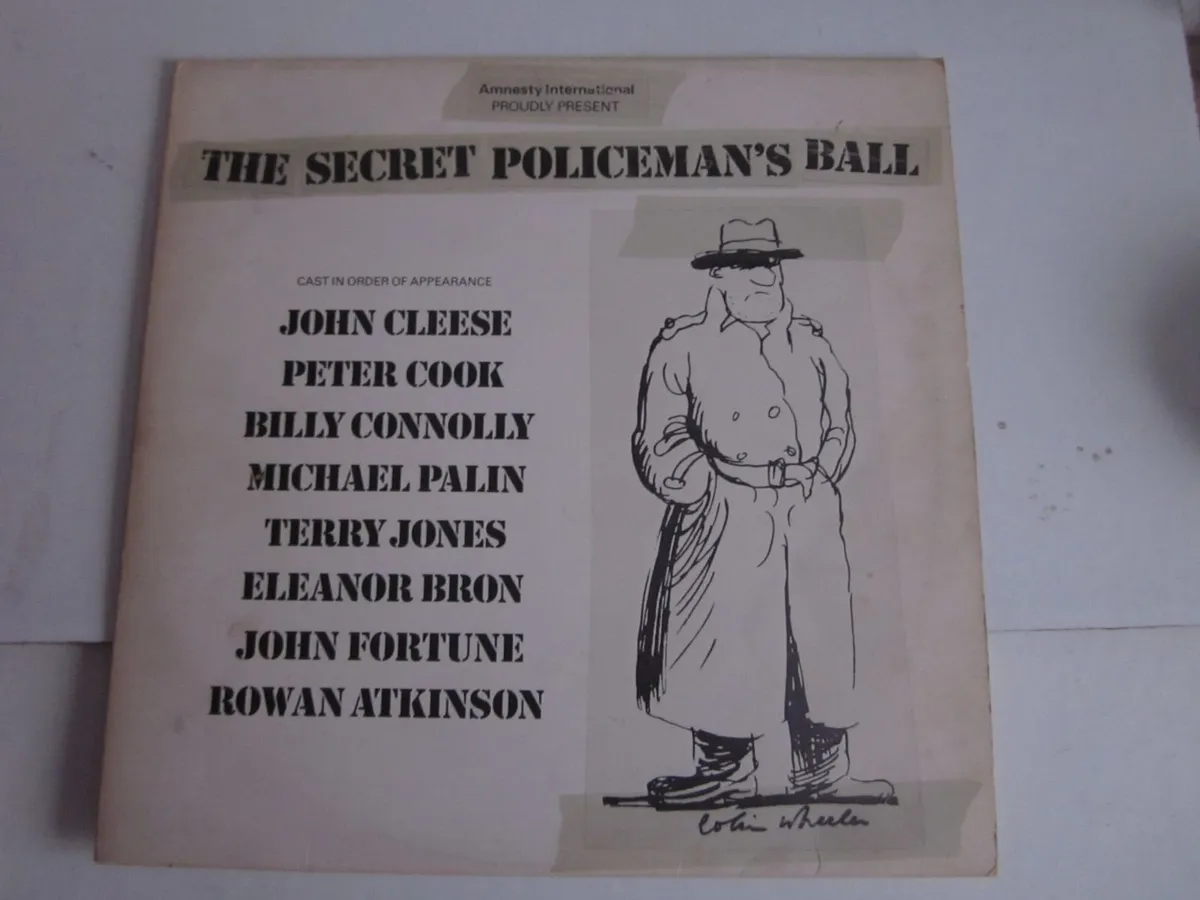 Amnesty International
PROUDLY PRESENT
THE SECRET POLICEMAN'S BALL
CAST IN ORDER OF APPEARANCE
JOHN CLEESE
PETER COOK
BILLY CONNOLLY
MICHAEL PALIN
TERRY JONES
ELEANOR BRON
JOHN FORTUNE
ROWAN ATKINSON
Colin Wheeler